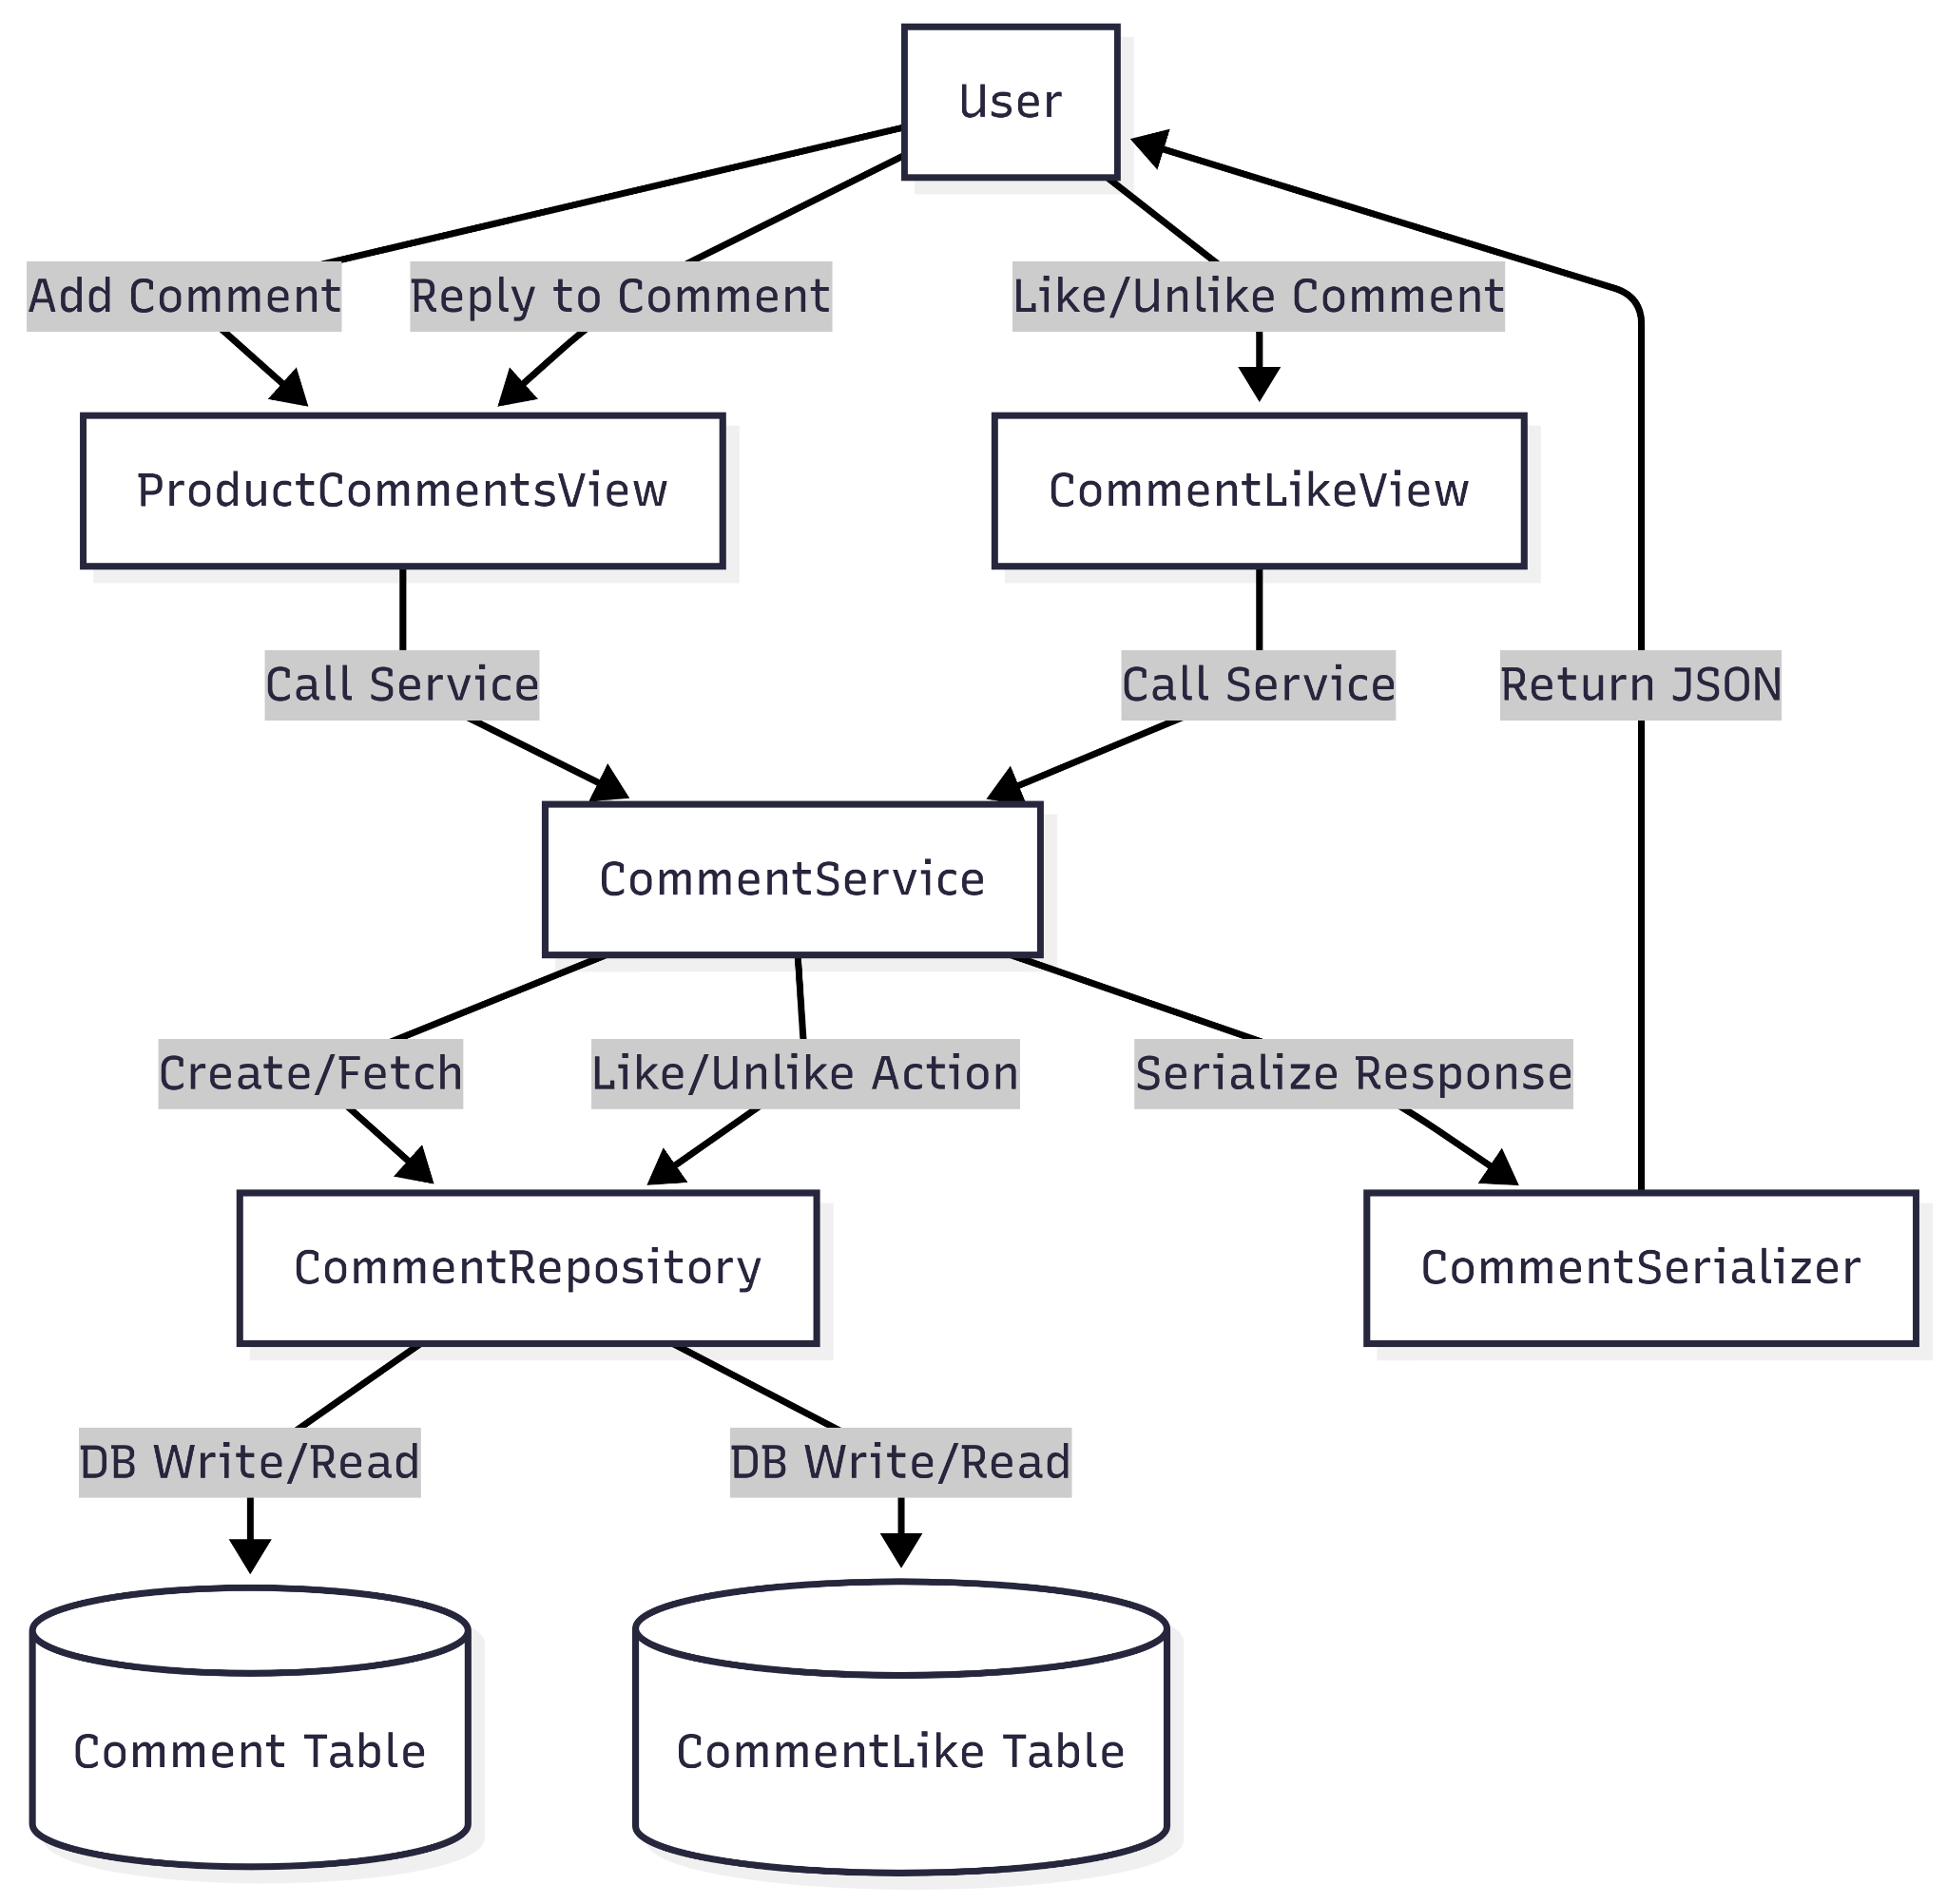 User
Add Comment
Reply to Comment
Like/Unlike Comment
ProductCommentsView
CommentLikeView
Call Service
Call Service
Return JSON
CommentService
Create/Fetch
Like/Unlike Action
Serialize Response
CommentRepository
CommentSerializer
DB Write/Read
DB Write/Read
Comment Table
CommentLike Table